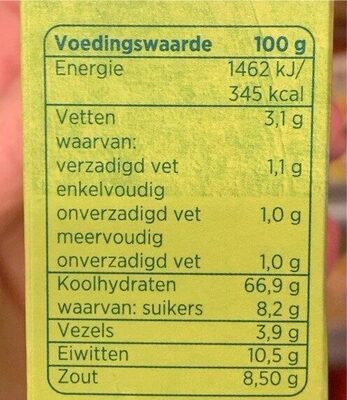 Voedingswaarde 100 g
Energie 1462 kJ/
345 kcal
Vetten 3,1 g
waarvan:
verzadigd vet 1,1 g
enkelvoudig
onverzadigd vet 1,0 g
meervoudig
onverzadigd vet 1,0 g
Koolhydraten 66,9 g
waarvan: suikers 8,2 g
Vezels 3,9 g
Eiwitten 10,5 g
Zout 8,50 g